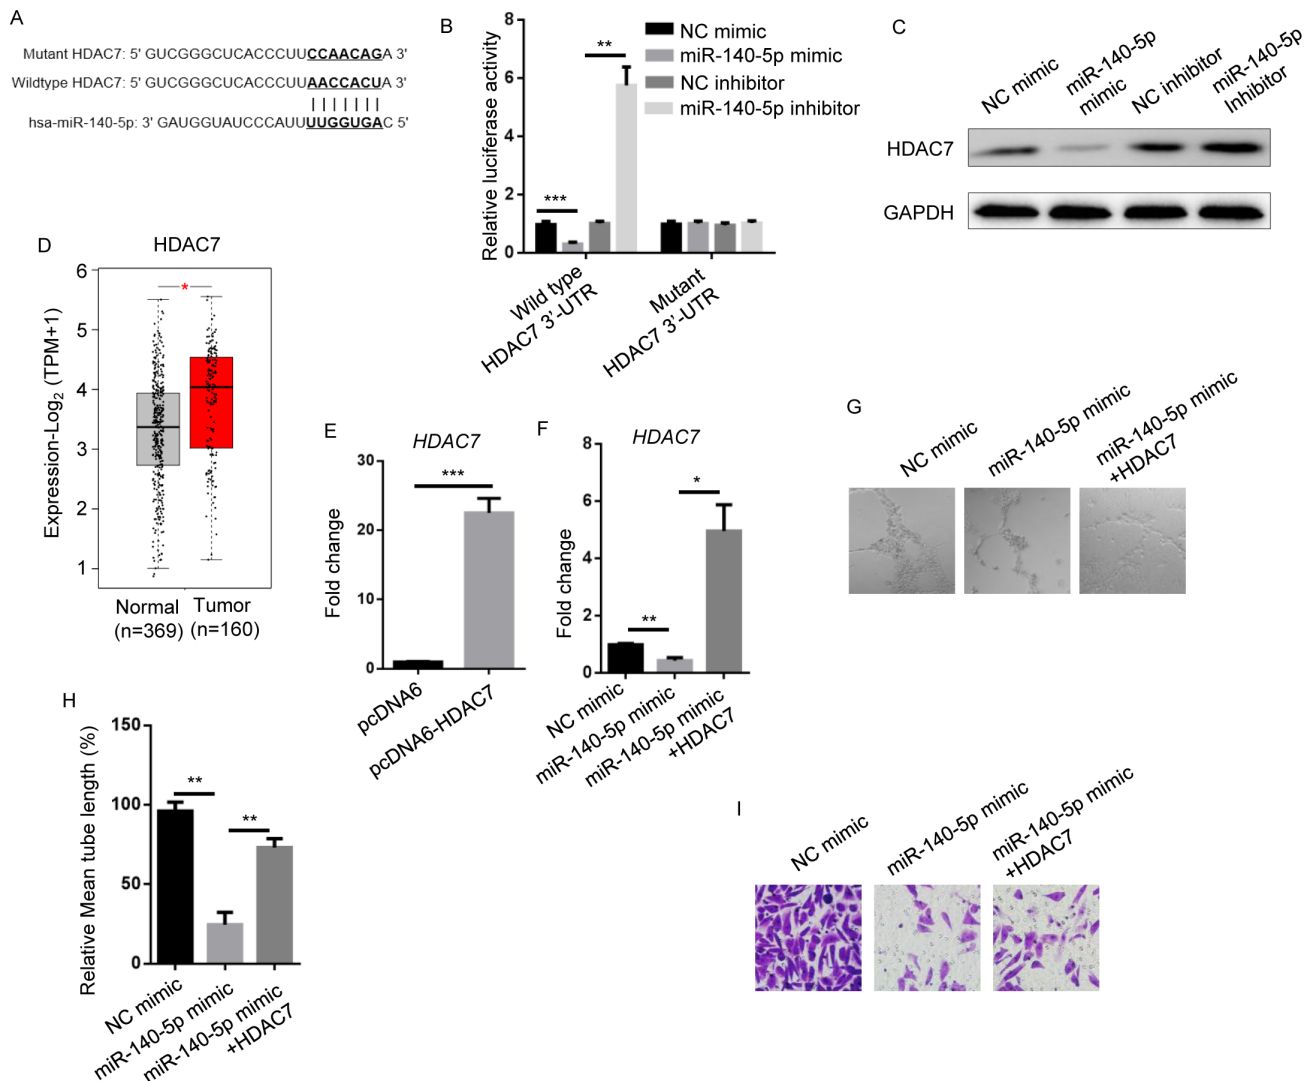 A
Mutant HDAC7: 5' GUCGGGCUCACCCUUCCAACAGA 3'
Wildtype HDAC7: 5' GUCGGGCUCACCCUUAACCACUA 3'
hsa-miR-140-5p: 3' GAUGGUAUCCCAUUUUGGUGAC 5'
B
Relative luciferase activity
8
6
4
2
0
***
**
NC mimic
miR-140-5p mimic
NC inhibitor
miR-140-5p inhibitor
Wild type
HDAC7 3'-UTR
Mutant
HDAC7 3'-UTR
C
NC mimic
miR-140-5p
mimic
NC inhibitor
miR-140-5p
Inhibitor
HDAC7
GAPDH
D
HDAC7
Expression-Log2 (TPM+1)
6
5
4
3
2
1
*
Normal
(n=369)
Tumor
(n=160)
E
HDAC7
Fold change
30
20
10
0
***
pcDNA6
pcDNA6-HDAC7
F
HDAC7
Fold change
8
6
4
2
0
**
*
NC mimic
miR-140-5p mimic
miR-140-5p mimic
+HDAC7
G
NC mimic
miR-140-5p mimic
miR-140-5p mimic
+HDAC7
H
Relative Mean tube length (%)
150
100
50
0
**
**
NC mimic
miR-140-5p mimic
miR-140-5p mimic
+HDAC7
I
NC mimic
miR-140-5p mimic
miR-140-5p mimic
+HDAC7